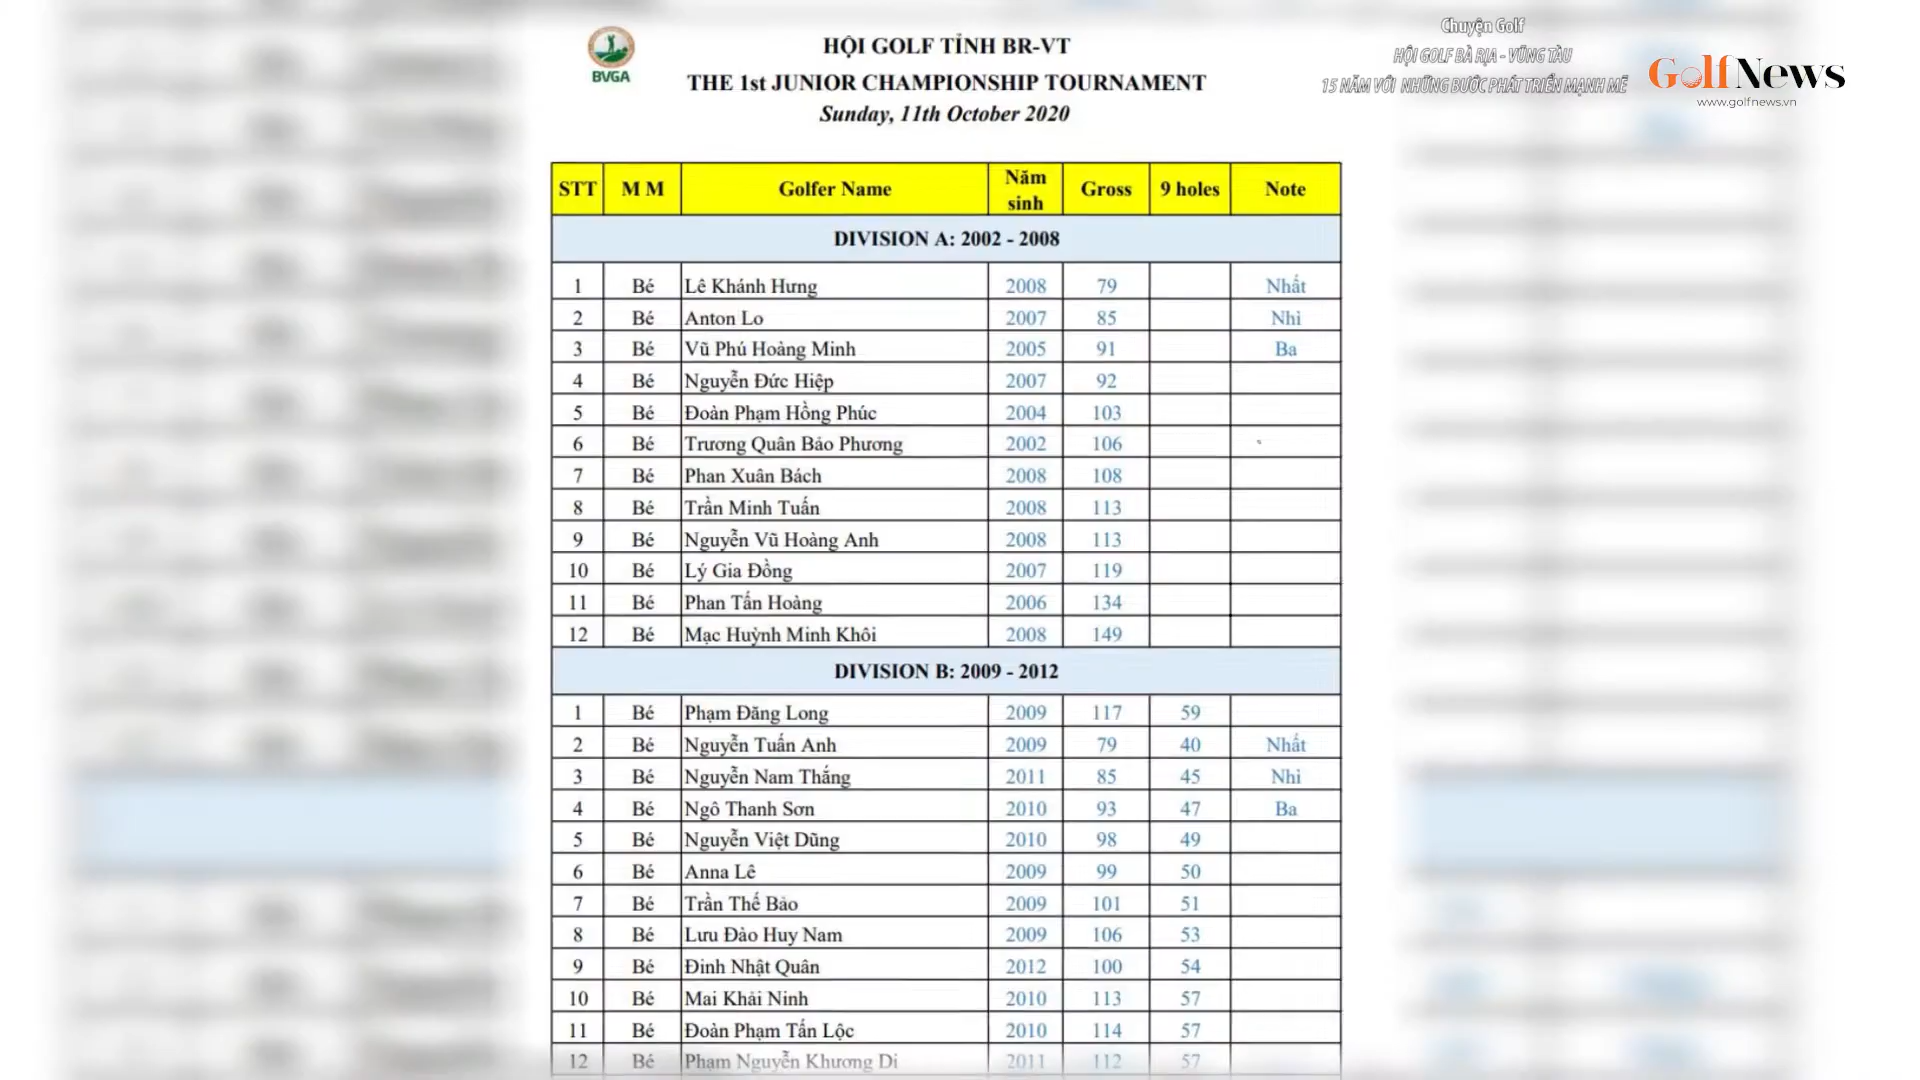 BVGA
HỘI GOLF TỈNH BR-VT
THE 1st JUNIOR CHAMPIONSHIP TOURNAMENT
Sunday, 11th October 2020
Chuyện Golf
HỘI GOLF BÀ RỊA - VŨNG TÀU
15 NĂM VỚI NHỮNG BƯỚC PHÁT TRIỂN MẠNH MẼ
GolfNews
www.golfnews.vn
STT M M Golfer Name Năm sinh Gross 9 holes Note
DIVISION A: 2002 - 2008
1 Bé Lê Khánh Hưng 2008 79 Nhất
2 Bé Anton Lo 2007 85 Nhì
3 Bé Vũ Phú Hoàng Minh 2005 91 Ba
4 Bé Nguyễn Đức Hiệp 2007 92
5 Bé Đoàn Phạm Hồng Phúc 2004 103
6 Bé Trương Quân Bảo Phương 2002 106
7 Bé Phan Xuân Bách 2008 108
8 Bé Trần Minh Tuấn 2008 113
9 Bé Nguyễn Vũ Hoàng Anh 2008 113
10 Bé Lý Gia Đồng 2007 119
11 Bé Phan Tấn Hoàng 2006 134
12 Bé Mạc Huỳnh Minh Khôi 2008 149
DIVISION B: 2009 - 2012
1 Bé Phạm Đăng Long 2009 117 59
2 Bé Nguyễn Tuấn Anh 2009 79 40 Nhất
3 Bé Nguyễn Nam Thắng 2011 85 45 Nhì
4 Bé Ngô Thanh Sơn 2010 93 47 Ba
5 Bé Nguyễn Việt Dũng 2010 98 49
6 Bé Anna Lê 2009 99 50
7 Bé Trần Thế Bảo 2009 101 51
8 Bé Lưu Đào Huy Nam 2009 106 53
9 Bé Đinh Nhật Quân 2012 100 54
10 Bé Mai Khải Ninh 2010 113 57
11 Bé Đoàn Phạm Tấn Lộc 2010 114 57
12 Bé Phạm Nguyễn Khương Di 2011 112 57